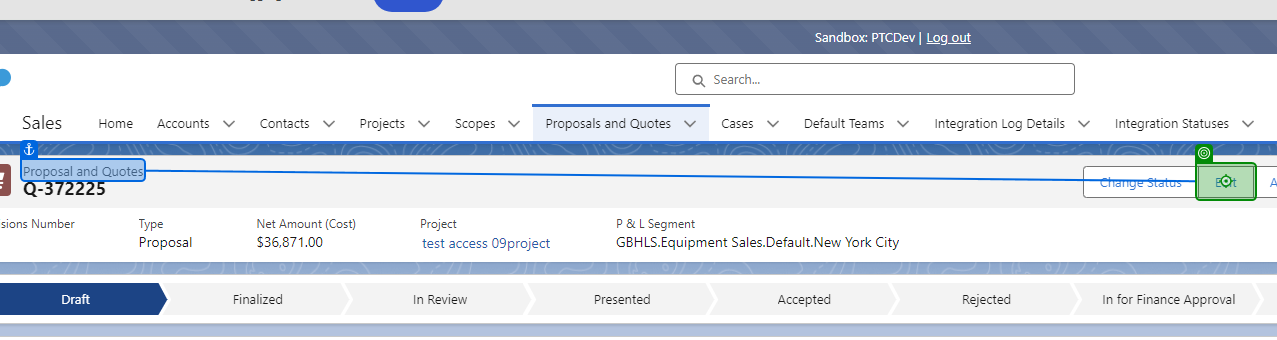 Sandbox: PTCDev | Log out
Search...
Sales Home Accounts Contacts Projects Scopes Proposals and Quotes Cases Default Teams Integration Log Details Integration Statuses
Proposal and Quotes
Q-372225
Change Status Edit
sions Number Type Net Amount (Cost) Project P & L Segment
Proposal $36,871.00 test access 09project GBHLS.Equipment Sales.Default.New York City
Draft Finalized In Review Presented Accepted Rejected In for Finance Approval